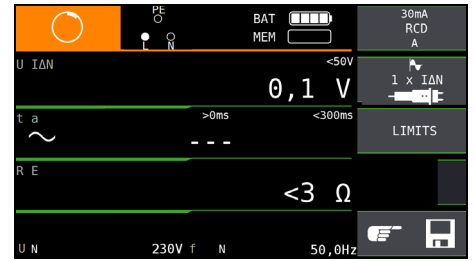 PE
L N
BAT
MEM
30mA
RCD
A
U IΔN
<50V
0,1 V
1 x IΔN
t a
>0ms
<300ms
---
LIMITS
R E
<3 Ω
U N
230V f N
50,0Hz